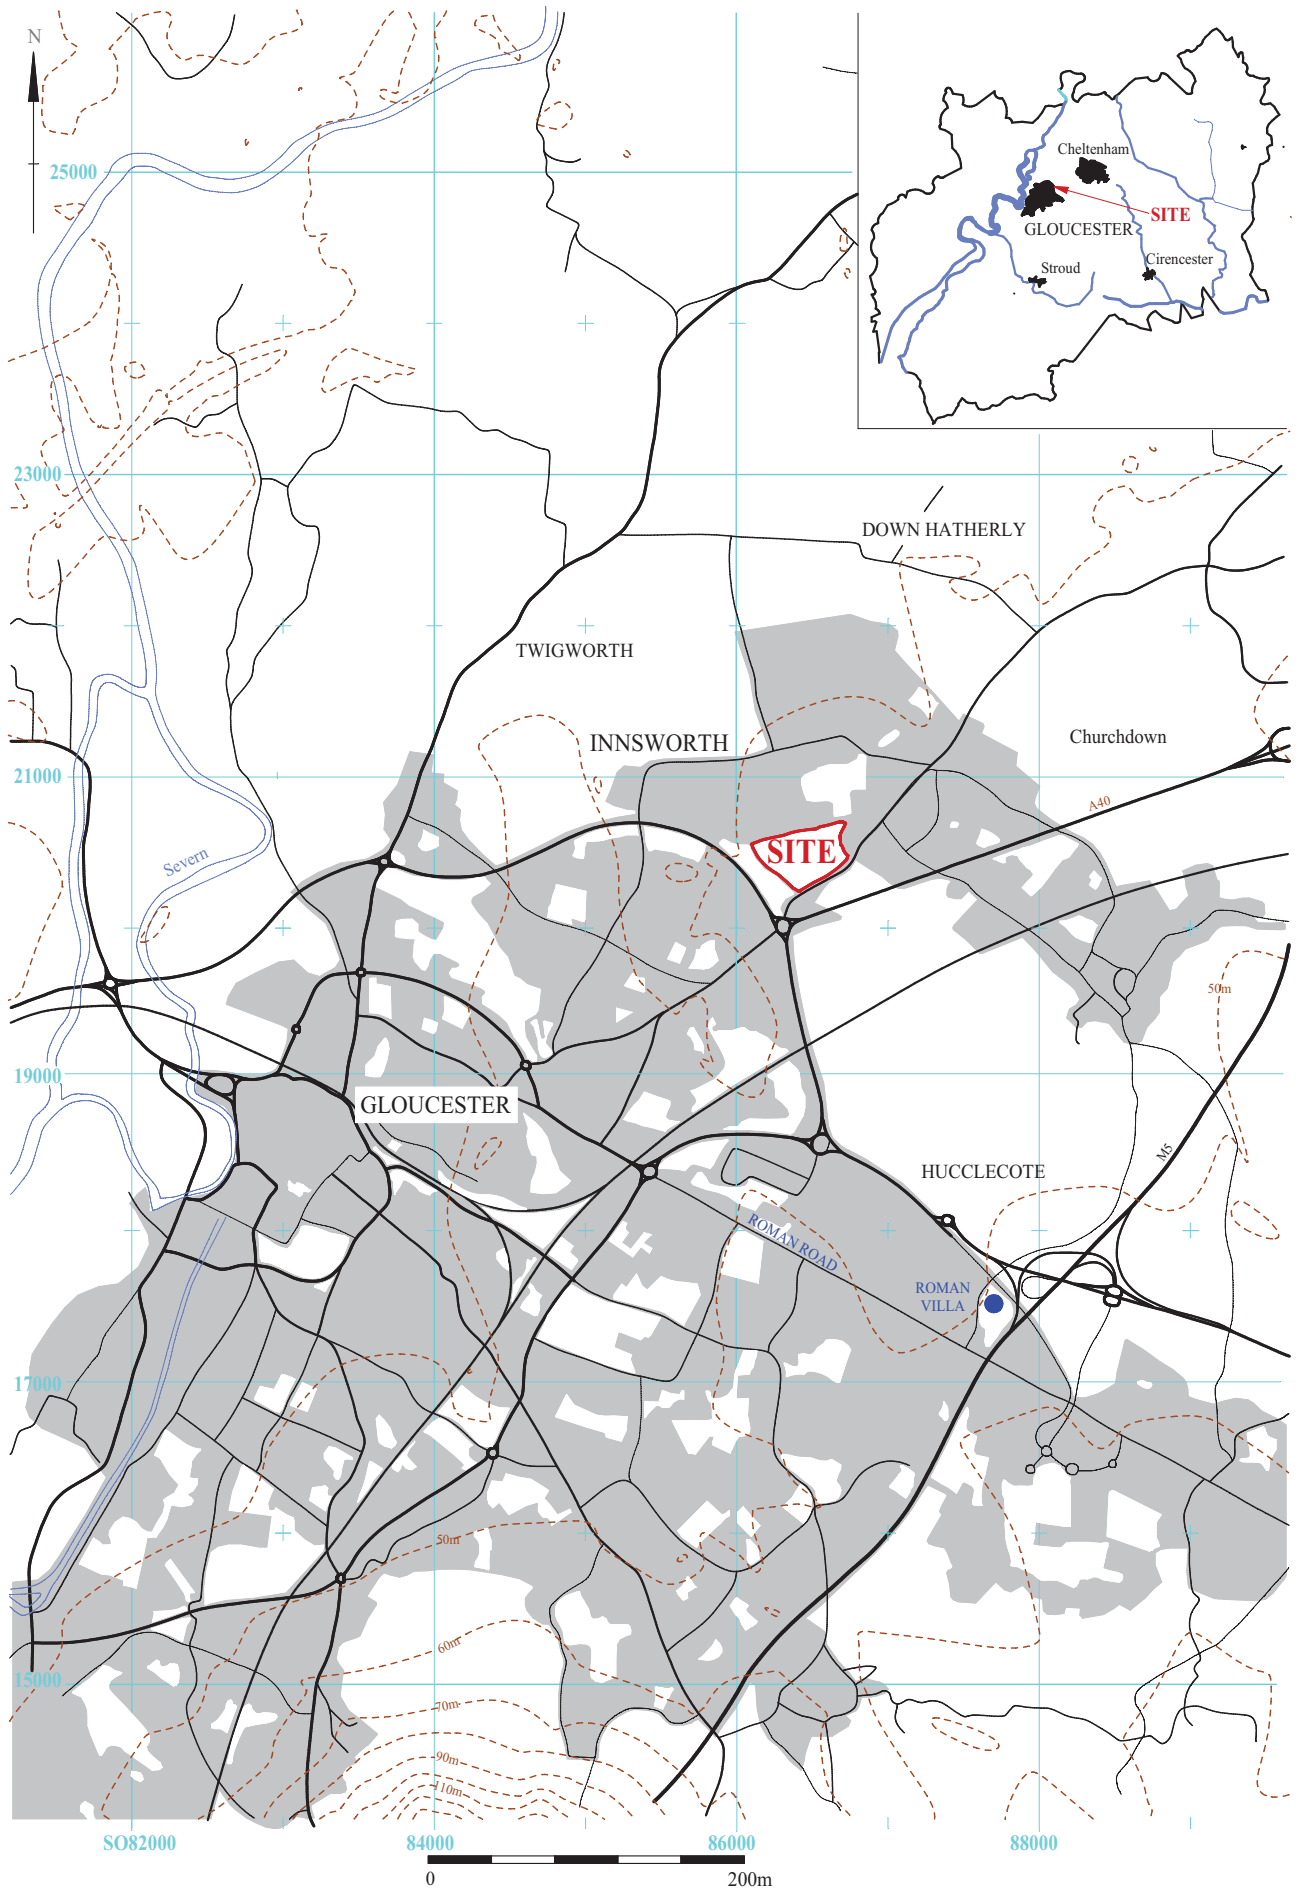 N
25000
Cheltenham
SITE
GLOUCESTER
Stroud
Cirencester
23000
DOWN HATHERLY
TWIGWORTH
INNSWORTH
Churchdown
21000
A40
SITE
Severn
50m
19000
GLOUCESTER
M5
HUCCLECOTE
ROMAN ROAD
ROMAN
VILLA
17000
50m
60m
15000
70m
90m
110m
SO82000
84000
86000
88000
0
200m